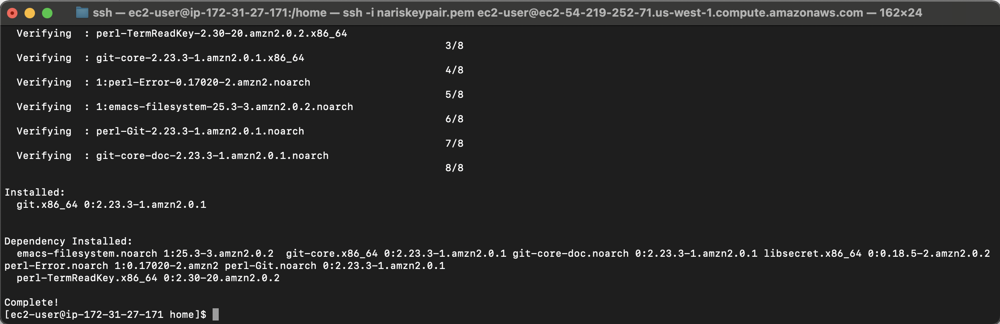 ssh — ec2-user@ip-172-31-27-171:/home — ssh -i nariskeypair.pem ec2-user@ec2-54-219-252-71.us-west-1.compute.amazonaws.com — 162×24
Verifying : perl-TermReadKey-2.30-20.amzn2.0.2.x86_64
3/8
Verifying : git-core-2.23.3-1.amzn2.0.1.x86_64
4/8
Verifying : 1:perl-Error-0.17020-2.amzn2.noarch
5/8
Verifying : 1:emacs-filesystem-25.3-3.amzn2.0.2.noarch
6/8
Verifying : perl-Git-2.23.3-1.amzn2.0.1.noarch
7/8
Verifying : git-core-doc-2.23.3-1.amzn2.0.1.noarch
8/8
Installed:
git.x86_64 0:2.23.3-1.amzn2.0.1
Dependency Installed:
emacs-filesystem.noarch 1:25.3-3.amzn2.0.2 git-core.x86_64 0:2.23.3-1.amzn2.0.1 git-core-doc.noarch 0:2.23.3-1.amzn2.0.1 libsecret.x86_64 0:0.18.5-2.amzn2.0.2
perl-Error.noarch 1:0.17020-2.amzn2 perl-Git.noarch 0:2.23.3-1.amzn2.0.1
perl-TermReadKey.x86_64 0:2.30-20.amzn2.0.2
Complete!
[ec2-user@ip-172-31-27-171 home]$